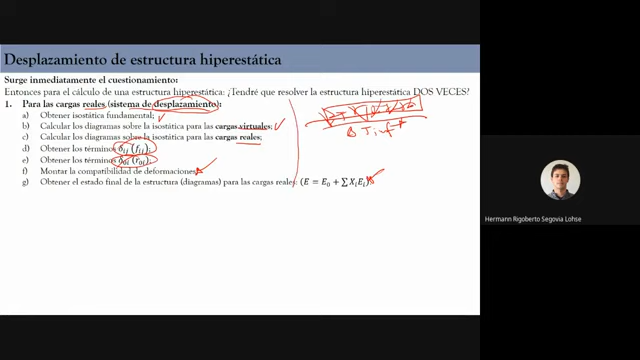 Desplazamiento de estructura hiperestática
Surge inmediatamente el cuestionamiento:
Entonces para el cálculo de una estructura hiperestática: ¿Tendré que resolver la estructura hiperestática DOS VECES?
1. Para las cargas reales (sistema de desplazamiento):
a) Obtener isostática fundamental;
b) Calcular los diagramas sobre la isostática para las cargas virtuales;
c) Calcular los diagramas sobre la isostática para las cargas reales;
d) Obtener los términos δij (fij);
e) Obtener los términos δ0i (r0i);
f) Montar la compatibilidad de deformaciones;
g) Obtener el estado final de la estructura (diagramas) para las cargas reales: (E = E₀ + ∑ XᵢEᵢ)
Hermann Rigoberto Segovia Lohse